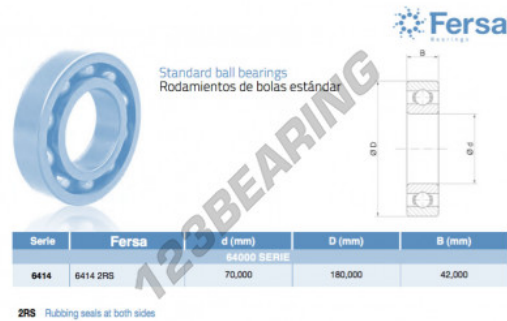 Fersa
Bearings
Standard ball bearings
Rodamientos de bolas estándar
B
Ø D
Ø d
123BEARING
Serie Fersa d (mm) D (mm) B (mm)
64000 SERIE
6414 6414 2RS 70,000 180,000 42,000
2RS Rubbing seals at both sides